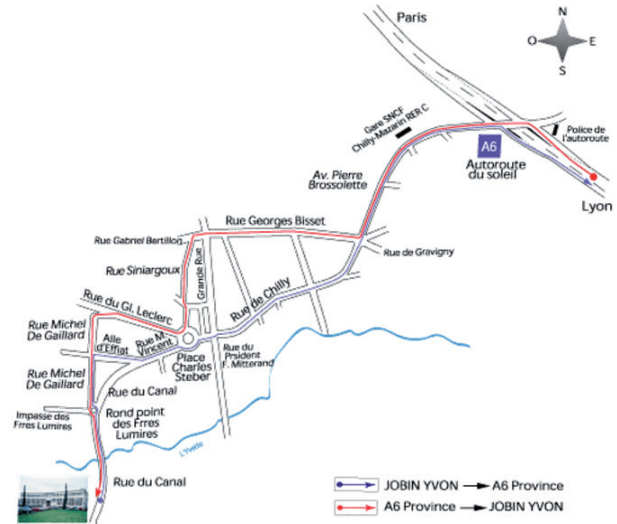 Paris
N
O
E
S
Gare SNCF
Chilly-Mazarin RER C
Police de
l'autoroute
A6
Autoroute
du soleil
Av. Pierre
Brossolette
Lyon
Rue Georges Bisset
Rue Gabriel Bertillon
Rue de Gravigny
Grande Rue
Rue Siniargoux
Rue de Chilly
Rue du Gl. Leclerc
Rue Michel
De Gaillard
Alle
d'Effiat
Rue M.
Vincent
Place
Charles
Steber
Rue du
Prsident
F. Mitterand
Rue Michel
De Gaillard
Rue du Canal
Impasse des
Frres Lumires
Rond point
des Frres
Lumires
L'Yvette
Rue du Canal
JOBIN YVON A6 Province
A6 Province JOBIN YVON